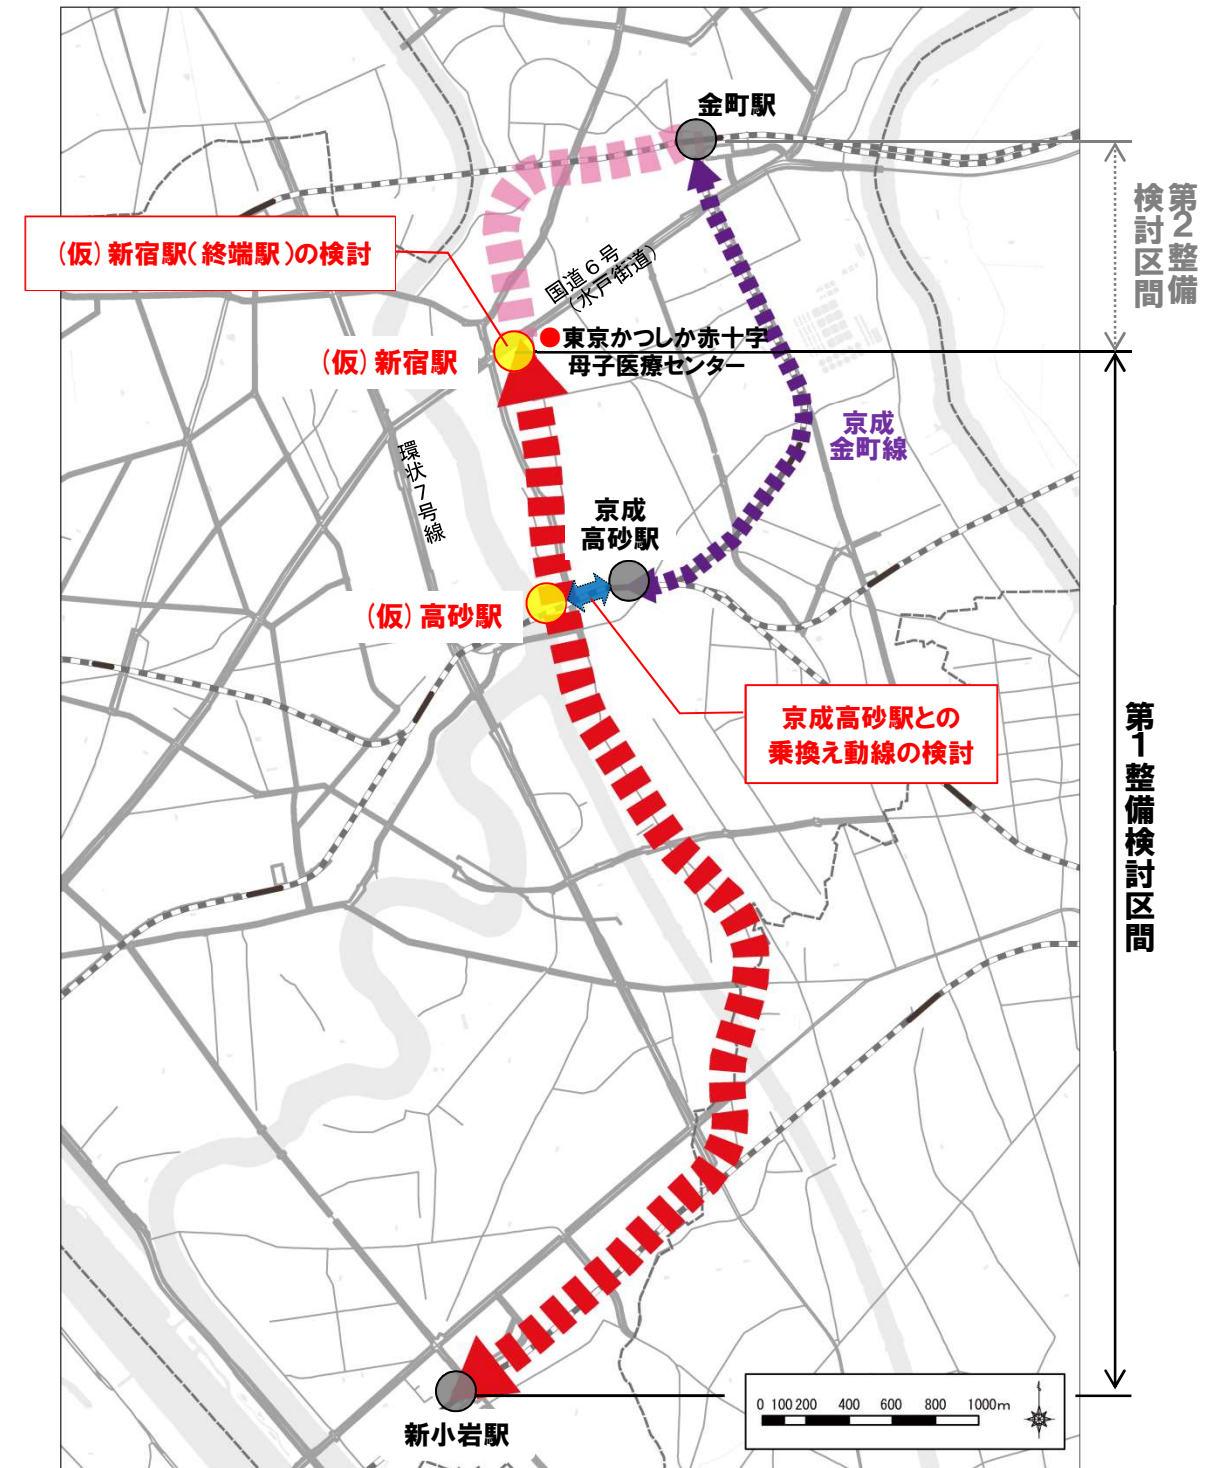 金町駅
第2整備
検討区間
(仮)新宿駅(終端駅)の検討
国道6号
(水戸街道)
(仮)新宿駅
東京かつしか赤十字
母子医療センター
京成
金町線
環状7号線
京成
高砂駅
(仮)高砂駅
京成高砂駅との
乗換え動線の検討
第1整備検討区間
0 100 200 400 600 800 1000m
新小岩駅